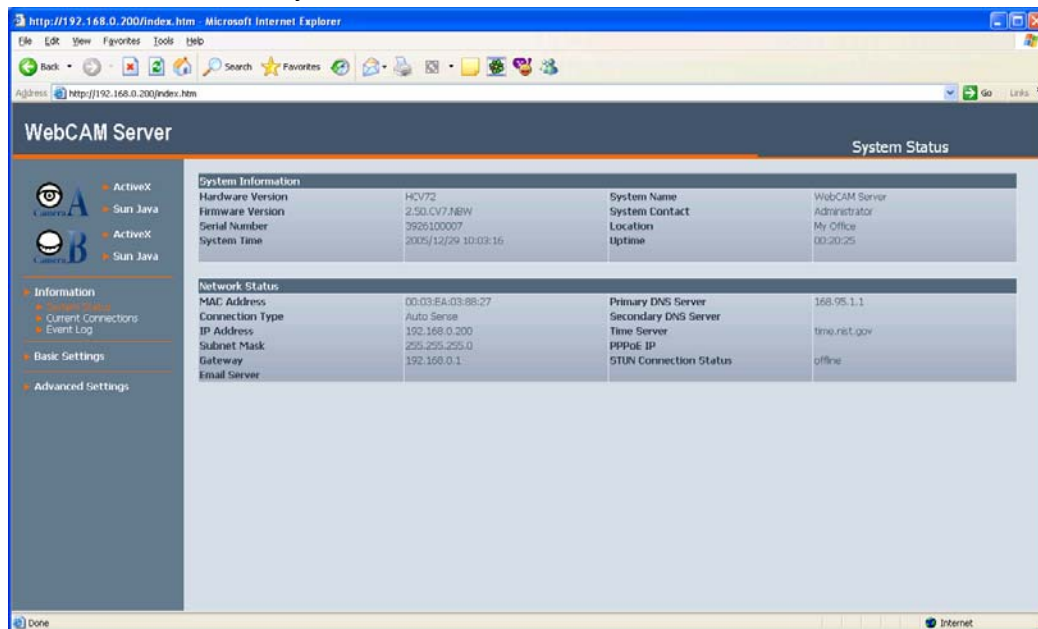 http://192.168.0.200/index.htm - Microsoft Internet Explorer
File Edit View Favorites Tools Help
Back Search Favorites
Address http://192.168.0.200/index.htm Go Links
WebCAM Server
System Status
Camera A
ActiveX
Sun Java
Camera B
ActiveX
Sun Java
Information
System Status
Current Connections
Event Log
Basic Settings
Advanced Settings
System Information
Hardware Version HCV72 System Name WebCAM Server
Firmware Version 2.50.CV7.NBW System Contact Administrator
Serial Number 3926100007 Location My Office
System Time 2005/12/29 10:03:16 Uptime 00:20:25
Network Status
MAC Address 00:03:EA:03:88:27 Primary DNS Server 168.95.1.1
Connection Type Auto Sense Secondary DNS Server
IP Address 192.168.0.200 Time Server time.nist.gov
Subnet Mask 255.255.255.0 PPPoE IP
Gateway 192.168.0.1 STUN Connection Status offline
Email Server
Done Internet